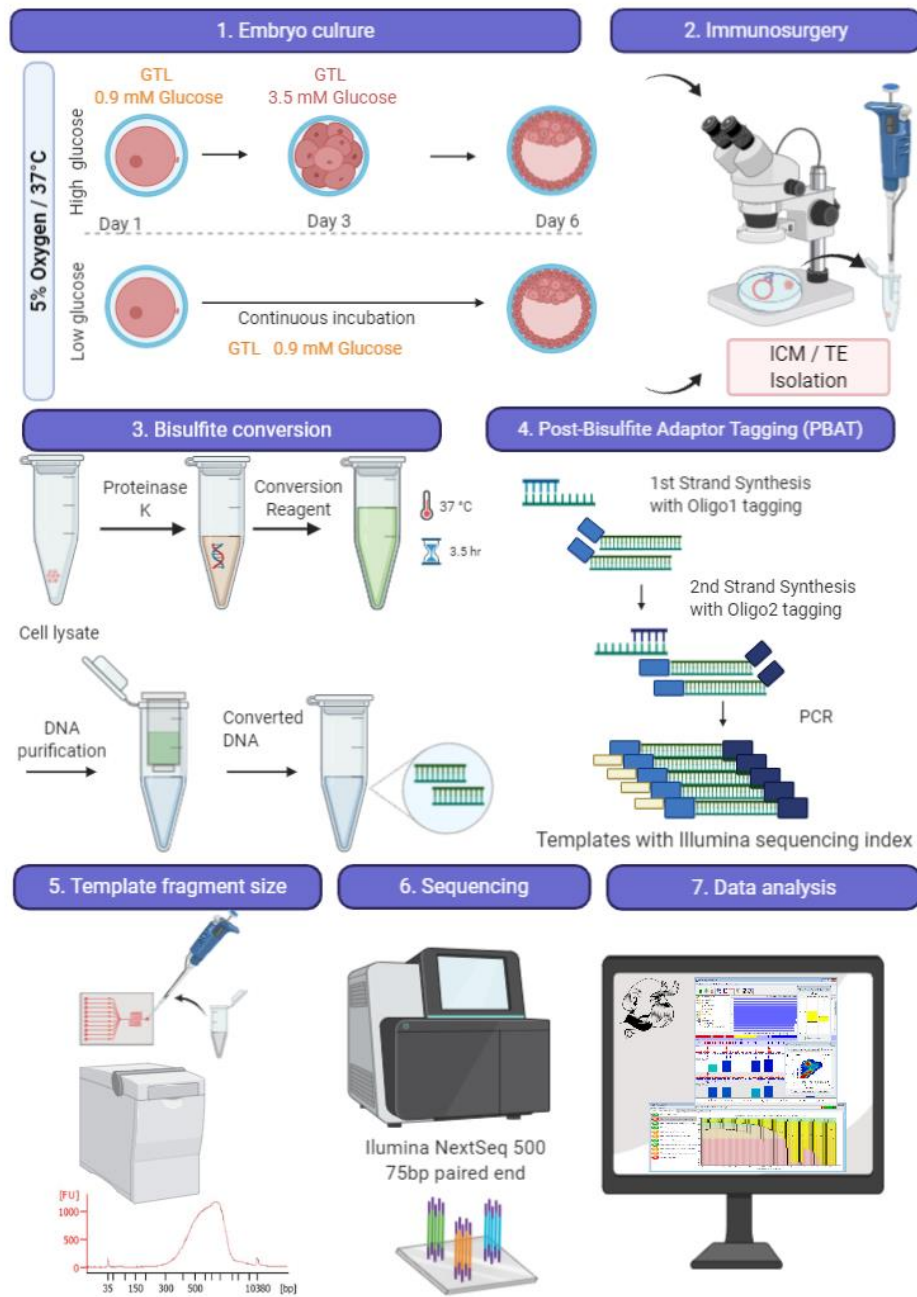 1. Embryo culrure
5% Oxygen / 37°C
High glucose
GTL
0.9 mM Glucose
GTL
3.5 mM Glucose
Day 1
Day 3
Day 6
Low glucose
Continuous incubation
GTL 0.9 mM Glucose
2. Immunosurgery
ICM / TE
Isolation
3. Bisulfite conversion
Proteinase
K
Conversion
Reagent
37 °C
3.5 hr
Cell lysate
DNA
purification
Converted
DNA
4. Post-Bisulfite Adaptor Tagging (PBAT)
1st Strand Synthesis
with Oligo1 tagging
2nd Strand Synthesis
with Oligo2 tagging
PCR
Templates with Illumina sequencing index
5. Template fragment size
[FU]
1000
500
0
35 150 300 500 10380 [bp]
6. Sequencing
Ilumina NextSeq 500
75bp paired end
7. Data analysis